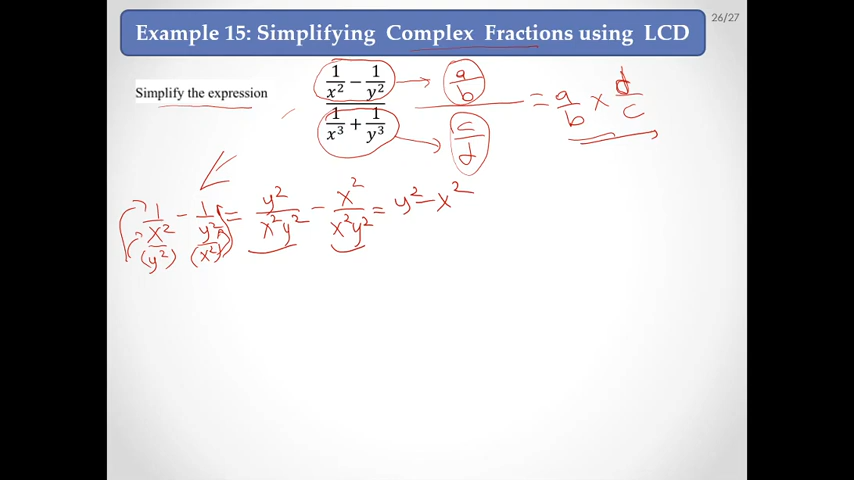 26/27
Example 15: Simplifying Complex Fractions using LCD
Simplify the expression
1/x² − 1/y² → a/b
1/x³ + 1/y³ → c/d
= a/b × d/c
1/x² − 1/y² = y²/x²y² − x²/x²y² = y² − x²
(y²) (x²)